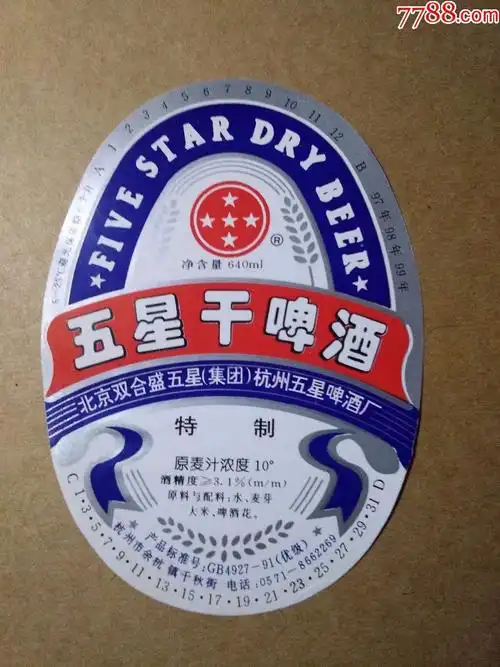 7788.com
A 1 2 3 4 5 6 7 8 9 10 11 12 B 97年 98年 99年
★FIVE STAR DRY BEER★
®
净含量 640ml
五星干啤酒
北京双合盛五星(集团)杭州五星啤酒厂
特 制
原麦汁浓度 10°
酒精度≥3.1%(m/m)
原料与配料:水、麦芽
大米、啤酒花。
产品标准号:GB4927-91(优级)
杭州市余杭 镇千秋街 电话:0571-8662269
C 1·3·5·7·9·11·13·15·17·19·21·23·25·27·29·31 D